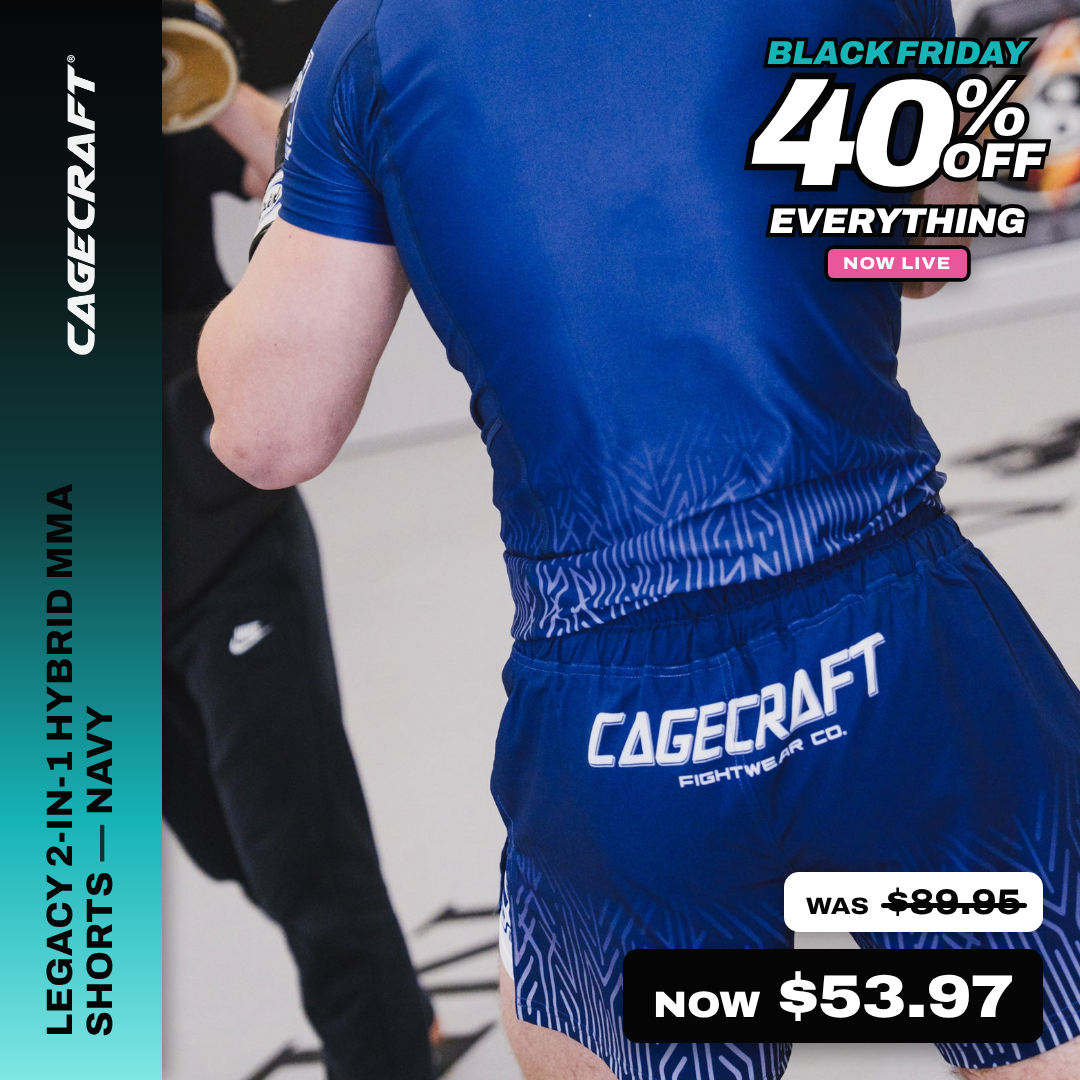 CAGECRAFT®
LEGACY 2-IN-1 HYBRID MMA
SHORTS — NAVY
BLACK FRIDAY
40% OFF
EVERYTHING
NOW LIVE
CAGECRAFT
FIGHTWEAR CO.
WAS $89.95
NOW $53.97